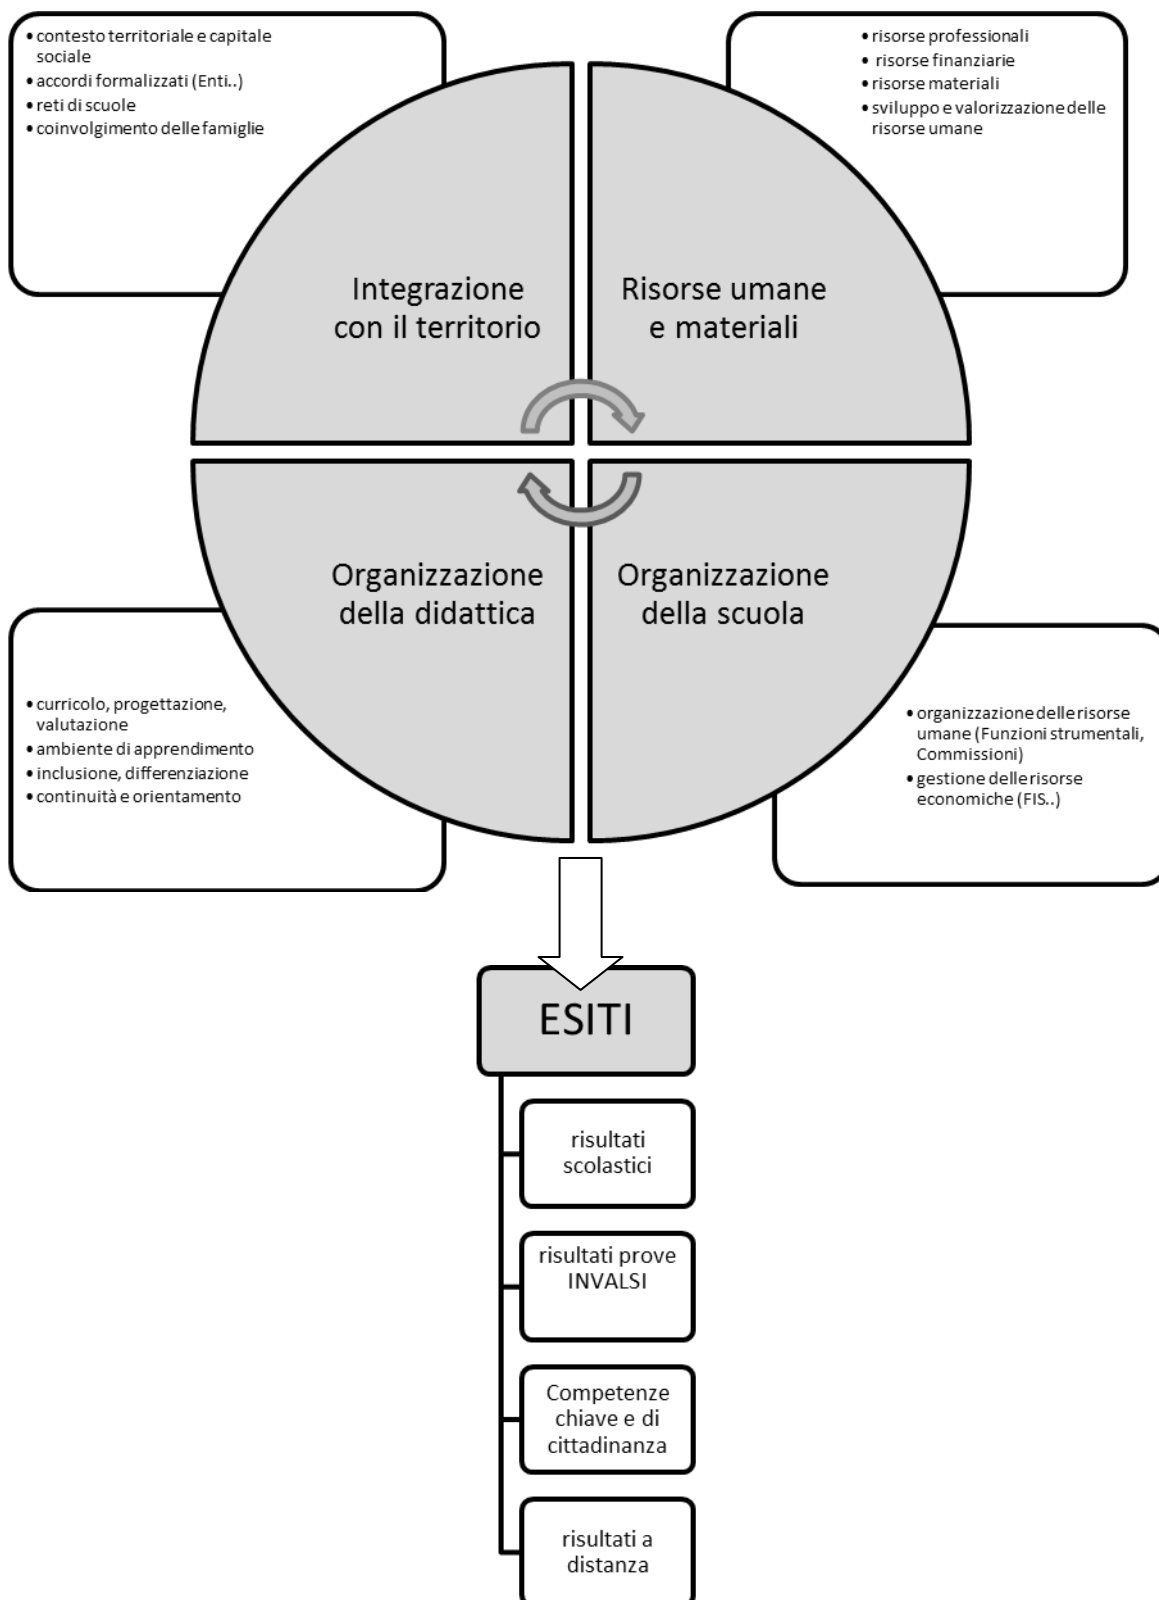 • contesto territoriale e capitale
sociale
• accordi formalizzati (Enti..)
• reti di scuole
• coinvolgimento delle famiglie
• risorse professionali
• risorse finanziarie
• risorse materiali
• sviluppo e valorizzazione delle
risorse umane
Integrazione
con il territorio
Risorse umane
e materiali
Organizzazione
della didattica
Organizzazione
della scuola
• curricolo, progettazione,
valutazione
• ambiente di apprendimento
• inclusione, differenziazione
• continuità e orientamento
• organizzazione delle risorse
umane (Funzioni strumentali,
Commissioni)
• gestione delle risorse
economiche (FIS..)
ESITI
risultati
scolastici
risultati prove
INVALSI
Competenze
chiave e di
cittadinanza
risultati a
distanza